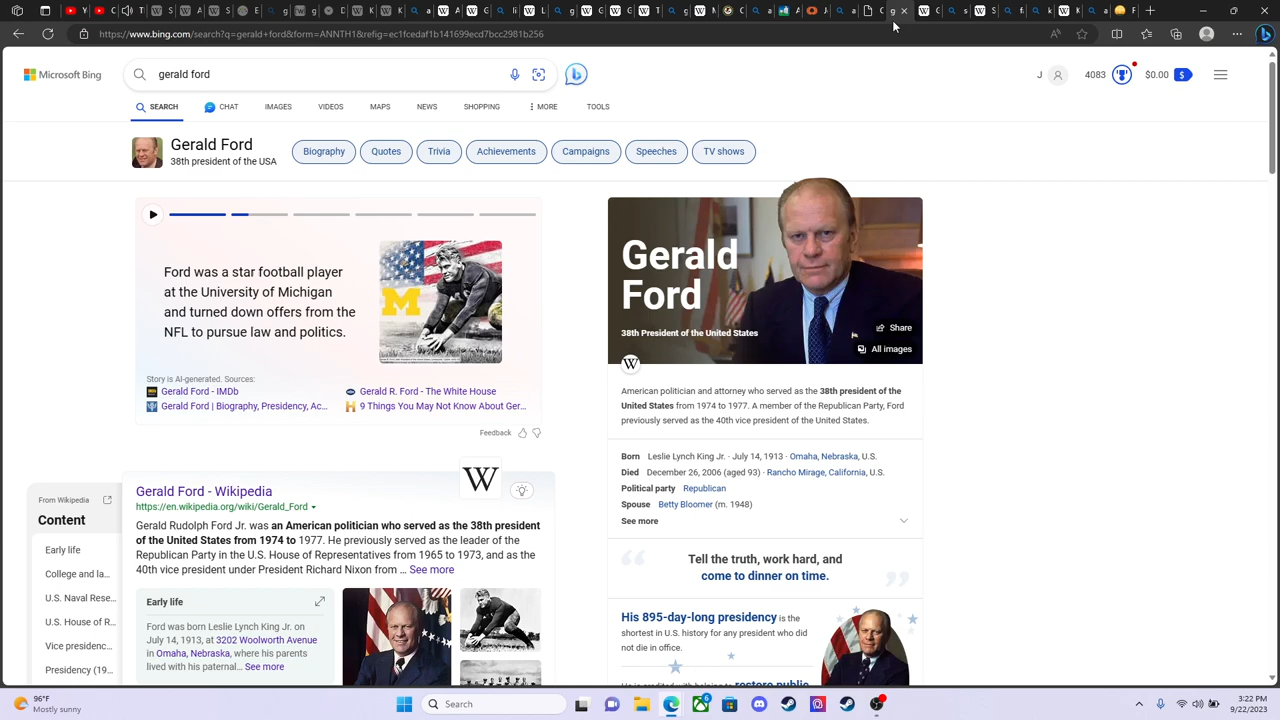 https://www.bing.com/search?q=gerald+ford&form=ANNTH1&refig=ec1fcedaf1b141699ecd7bcc2981b256
Microsoft Bing
gerald ford
J
4083
$0.00
SEARCH
CHAT
IMAGES
VIDEOS
MAPS
NEWS
SHOPPING
MORE
TOOLS
Gerald Ford
38th president of the USA
Biography
Quotes
Trivia
Achievements
Campaigns
Speeches
TV shows
Ford was a star football player
at the University of Michigan
and turned down offers from the
NFL to pursue law and politics.
M
Story is AI-generated. Sources:
Gerald Ford - IMDb
Gerald R. Ford - The White House
Gerald Ford | Biography, Presidency, Ac...
9 Things You May Not Know About Ger...
Feedback
Gerald
Ford
38th President of the United States
Share
All images
W
American politician and attorney who served as the 38th president of the
United States from 1974 to 1977. A member of the Republican Party, Ford
previously served as the 40th vice president of the United States.
Born Leslie Lynch King Jr. · July 14, 1913 · Omaha, Nebraska, U.S.
Died December 26, 2006 (aged 93) · Rancho Mirage, California, U.S.
Political party Republican
Spouse Betty Bloomer (m. 1948)
See more
Tell the truth, work hard, and
come to dinner on time.
His 895-day-long presidency is the
shortest in U.S. history for any president who did
not die in office.
He is credited with helping to restore public
From Wikipedia
Content
Early life
College and la...
U.S. Naval Rese...
U.S. House of R...
Vice presidenc...
Presidency (19...
W
Gerald Ford - Wikipedia
https://en.wikipedia.org/wiki/Gerald_Ford
Gerald Rudolph Ford Jr. was an American politician who served as the 38th president
of the United States from 1974 to 1977. He previously served as the leader of the
Republican Party in the U.S. House of Representatives from 1965 to 1973, and as the
40th vice president under President Richard Nixon from ... See more
Early life
Ford was born Leslie Lynch King Jr. on
July 14, 1913, at 3202 Woolworth Avenue
in Omaha, Nebraska, where his parents
lived with his paternal... See more
96°F
Mostly sunny
Search
6
3:22 PM
9/22/2023